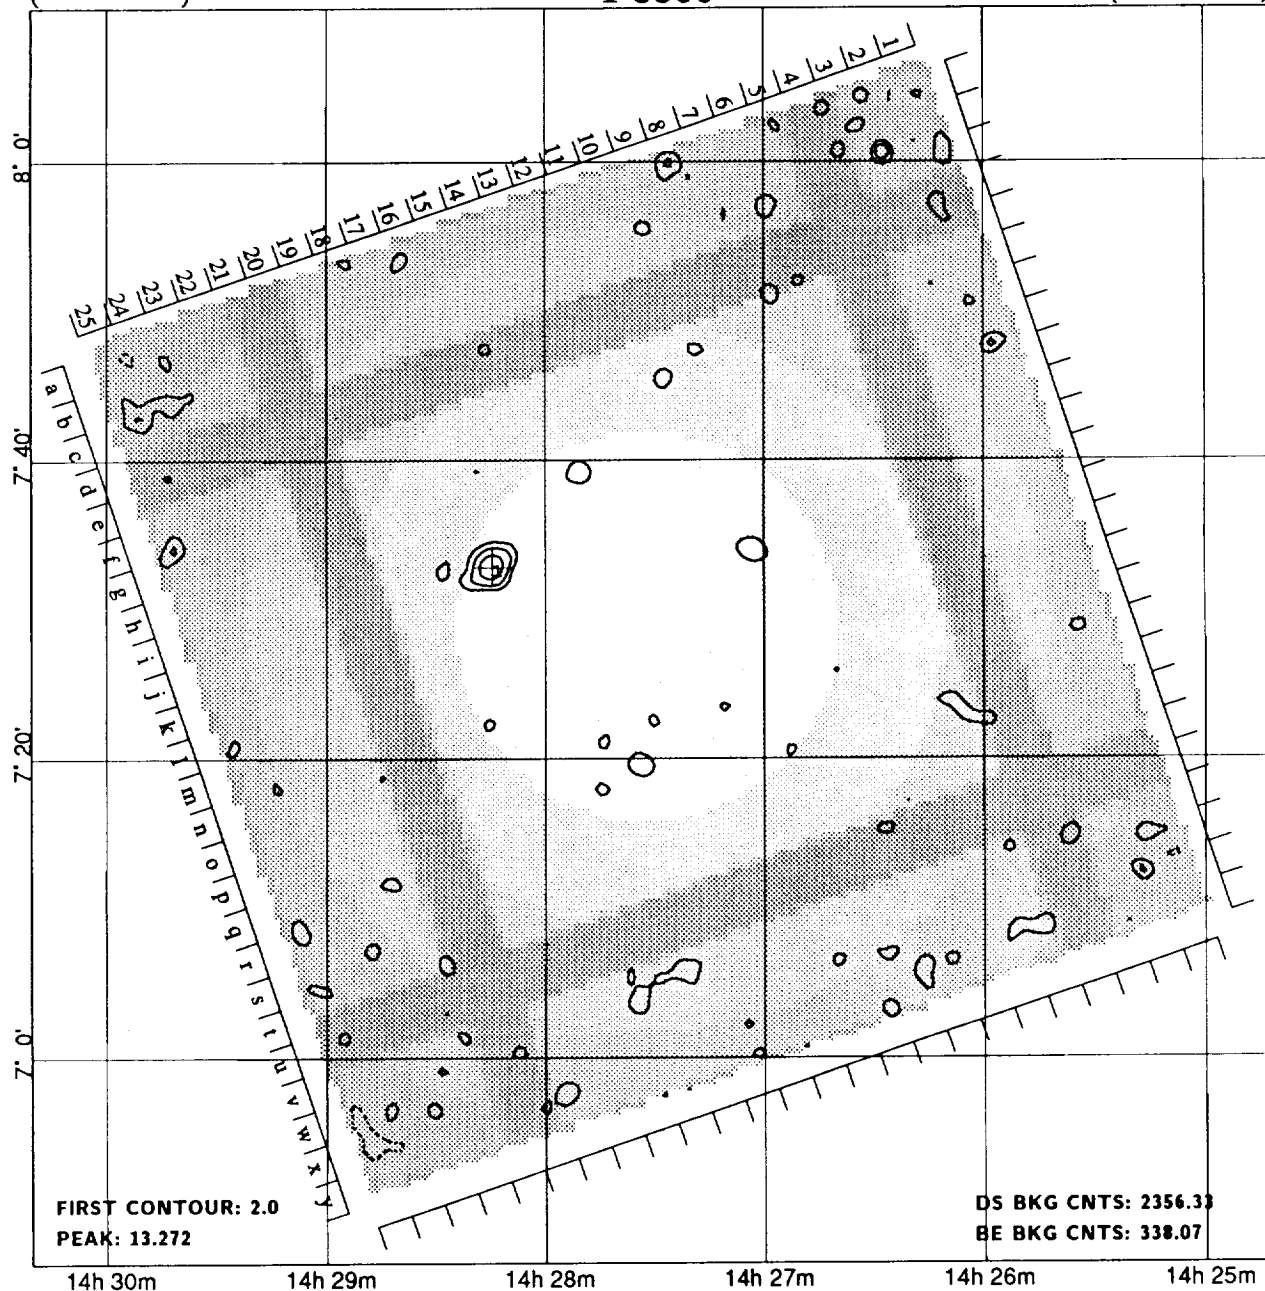 1 2 3 4 5 6 7 8 9 10 11 12 13 14 15 16 17 18 19 20 21 22 23 24 25
8° 0'
7° 40'
7° 20'
7° 0'
a b c d e f g h i j k l m n o p q r s t u v w x y
FIRST CONTOUR: 2.0
PEAK: 13.272
DS BKG CNTS: 2356.33
BE BKG CNTS: 338.07
14h 30m 14h 29m 14h 28m 14h 27m 14h 26m 14h 25m